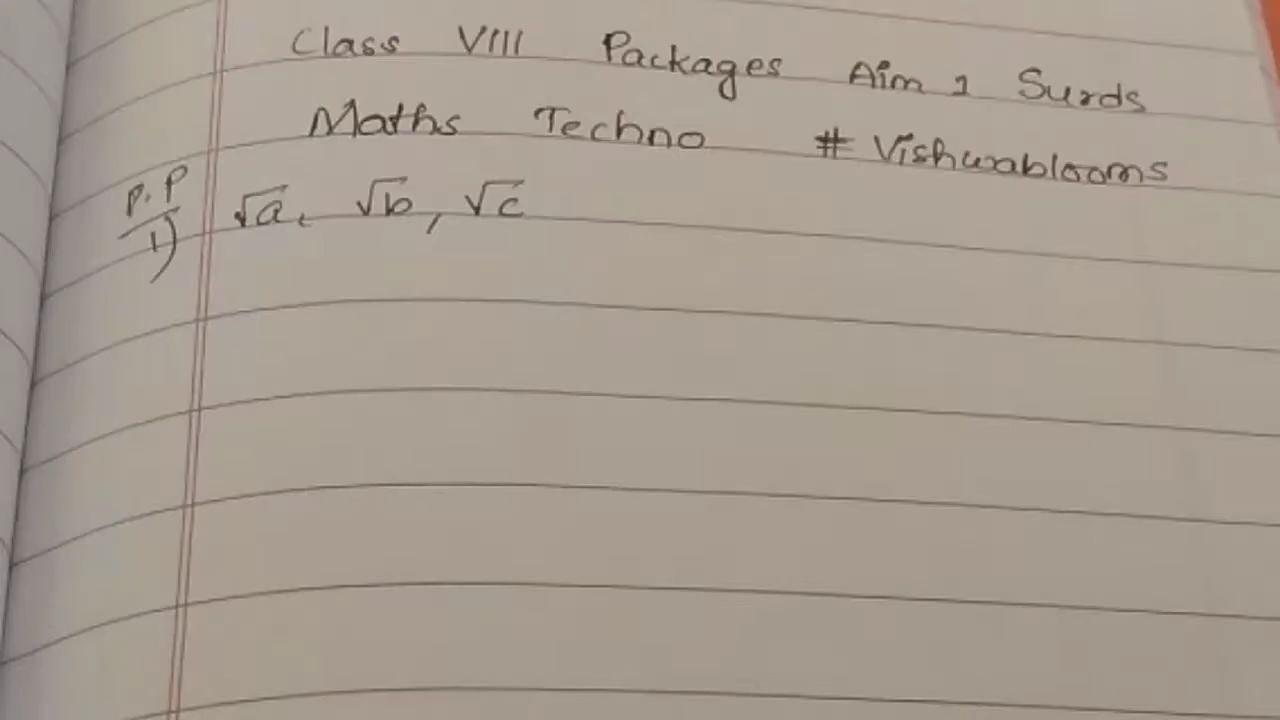 Class VIII Packages Aim 1 Surds
Maths Techno # Vishwablooms
P.P
1) √a, √b, √c